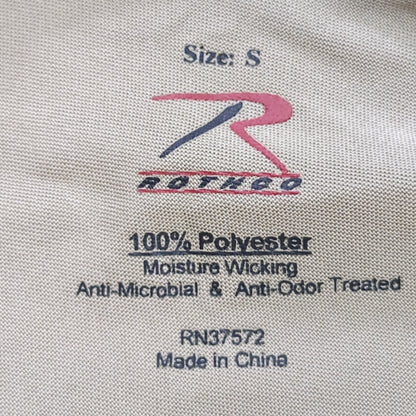 Size: S
ROTHCO
100% Polyester
Moisture Wicking
Anti-Microbial & Anti-Odor Treated
RN37572
Made in China